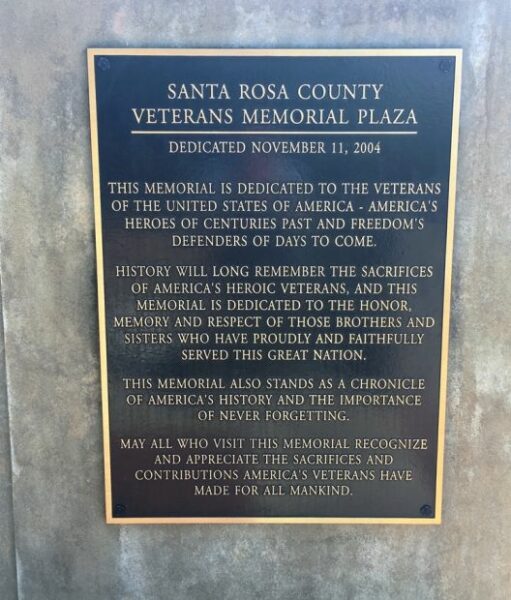 SANTA ROSA COUNTY
VETERANS MEMORIAL PLAZA
DEDICATED NOVEMBER 11, 2004
THIS MEMORIAL IS DEDICATED TO THE VETERANS
OF THE UNITED STATES OF AMERICA - AMERICA'S
HEROES OF CENTURIES PAST AND FREEDOM'S
DEFENDERS OF DAYS TO COME.
HISTORY WILL LONG REMEMBER THE SACRIFICES
OF AMERICA'S HEROIC VETERANS, AND THIS
MEMORIAL IS DEDICATED TO THE HONOR,
MEMORY AND RESPECT OF THOSE BROTHERS AND
SISTERS WHO HAVE PROUDLY AND FAITHFULLY
SERVED THIS GREAT NATION.
THIS MEMORIAL ALSO STANDS AS A CHRONICLE
OF AMERICA'S HISTORY AND THE IMPORTANCE
OF NEVER FORGETTING.
MAY ALL WHO VISIT THIS MEMORIAL RECOGNIZE
AND APPRECIATE THE SACRIFICES AND
CONTRIBUTIONS AMERICA'S VETERANS HAVE
MADE FOR ALL MANKIND.